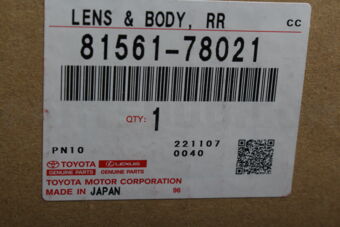 LENS & BODY, RR
CC
81561-78021
QTY: 1
PN10
221107
0040
TOYOTA LEXUS
GENUINE PARTS GENUINE PARTS
TOYOTA MOTOR CORPORATION
MADE IN JAPAN 98